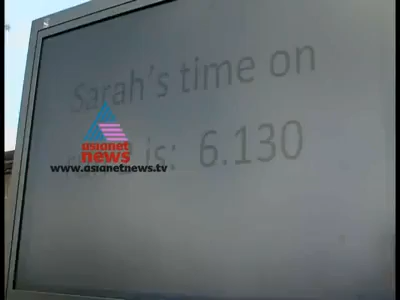 Sarah's time on
is: 6.130
asianet
news
www.asianetnews.tv